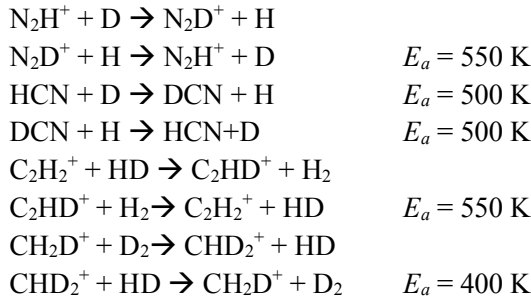 N₂H⁺ + D → N₂D⁺ + H
N₂D⁺ + H → N₂H⁺ + D Eₐ = 550 K
HCN + D → DCN + H Eₐ = 500 K
DCN + H → HCN+D Eₐ = 500 K
C₂H₂⁺ + HD → C₂HD⁺ + H₂
C₂HD⁺ + H₂→ C₂H₂⁺ + HD Eₐ = 550 K
CH₂D⁺ + D₂→ CHD₂⁺ + HD
CHD₂⁺ + HD → CH₂D⁺ + D₂ Eₐ = 400 K